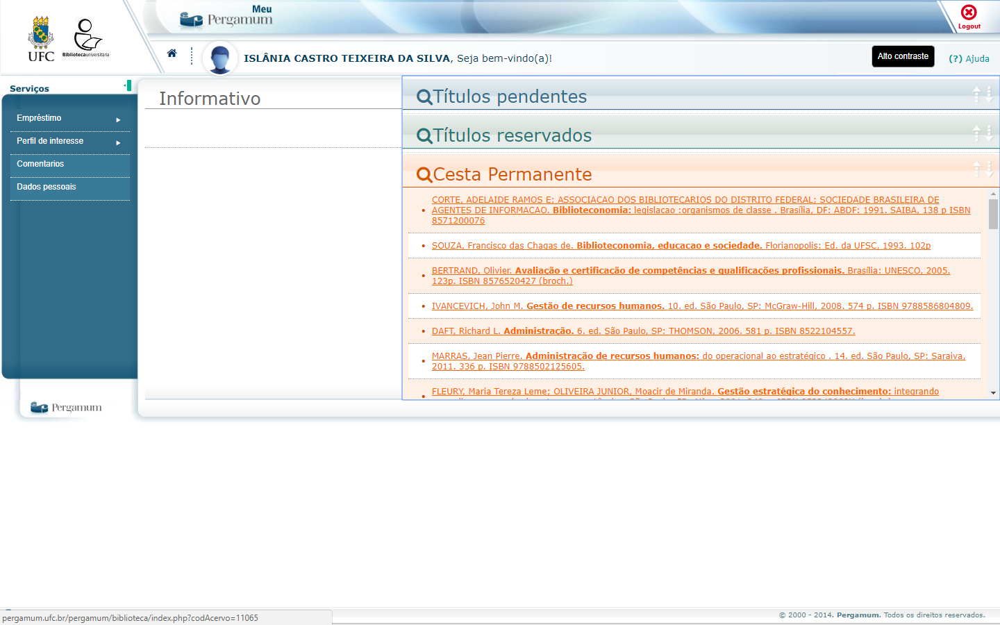 UFC
Bibliotecauniversitária
Meu
Pergamum
Logout
ISLÂNIA CASTRO TEIXEIRA DA SILVA, Seja bem-vindo(a)!
Alto contraste
(?) Ajuda
Serviços
Empréstimo
Perfil de interesse
Comentarios
Dados pessoais
Pergamum
Informativo
Títulos pendentes
Títulos reservados
Cesta Permanente
CORTE, ADELAIDE RAMOS E; ASSOCIACAO DOS BIBLIOTECARIOS DO DISTRITO FEDERAL; SOCIEDADE BRASILEIRA DE
AGENTES DE INFORMACAO. Biblioteconomia: legislacao :organismos de classe . Brasília, DF: ABDF: 1991. SAIBA, 138 p ISBN
8571200076
SOUZA, Francisco das Chagas de. Biblioteconomia, educacao e sociedade. Florianopolis: Ed. da UFSC, 1993. 102p
BERTRAND, Olivier. Avaliação e certificação de competências e qualificações profissionais. Brasília: UNESCO, 2005.
123p. ISBN 8576520427 (broch.)
IVANCEVICH, John M. Gestão de recursos humanos. 10. ed. São Paulo, SP: McGraw-Hill, 2008. 574 p. ISBN 9788586804809.
DAFT, Richard L. Administração. 6. ed. São Paulo, SP: THOMSON, 2006. 581 p. ISBN 8522104557.
MARRAS, Jean Pierre. Administração de recursos humanos: do operacional ao estratégico . 14. ed. São Paulo, SP: Saraiva,
2011. 336 p. ISBN 9788502125605.
FLEURY, Maria Tereza Leme; OLIVEIRA JUNIOR, Moacir de Miranda. Gestão estratégica do conhecimento: integrando
pergamum.ufc.br/pergamum/biblioteca/index.php?codAcervo=11065
© 2000 - 2014. Pergamum. Todos os direitos reservados.